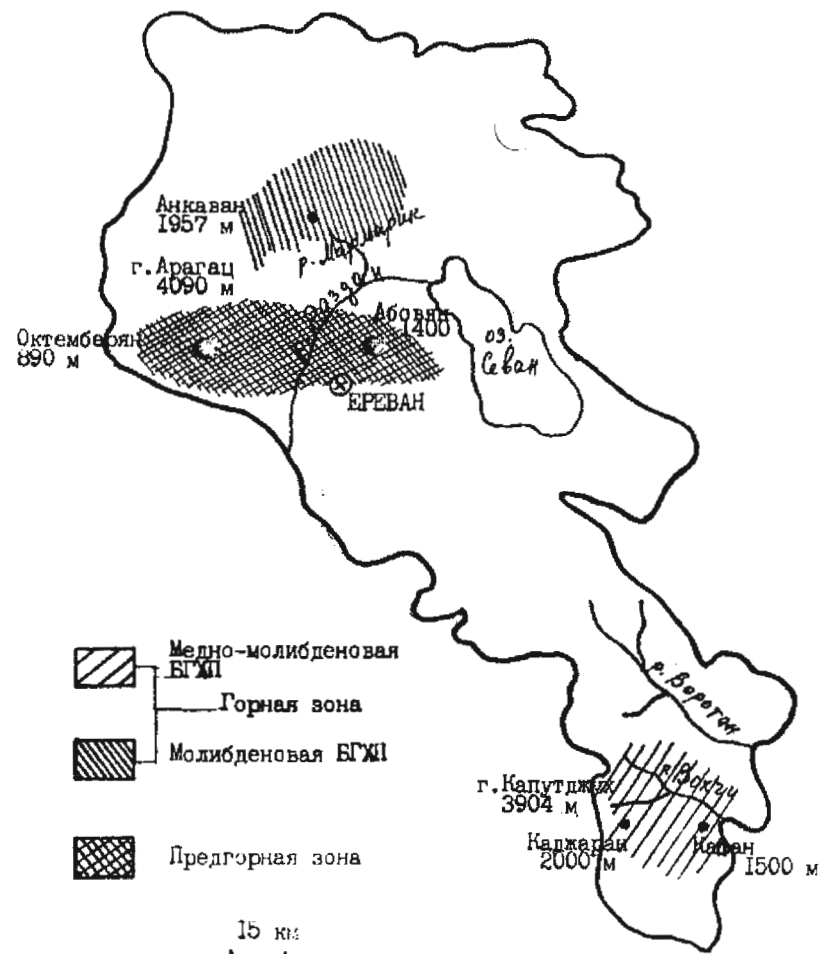 Анкаван
1957 м
р. Мармарик
г.Арагац
4090 м
Раздан
Абовян
1400
Октемберян
890 м
оз.
Севан
ЕРЕВАН
Медно-молибденовая
БГХП
Горная зона
Молибденовая БГХП
Предгорная зона
р. Воротан
р. Вохчи
г.Капутджух
3904 м
Каджаран
2000 м
Кафан
1500 м
15 км